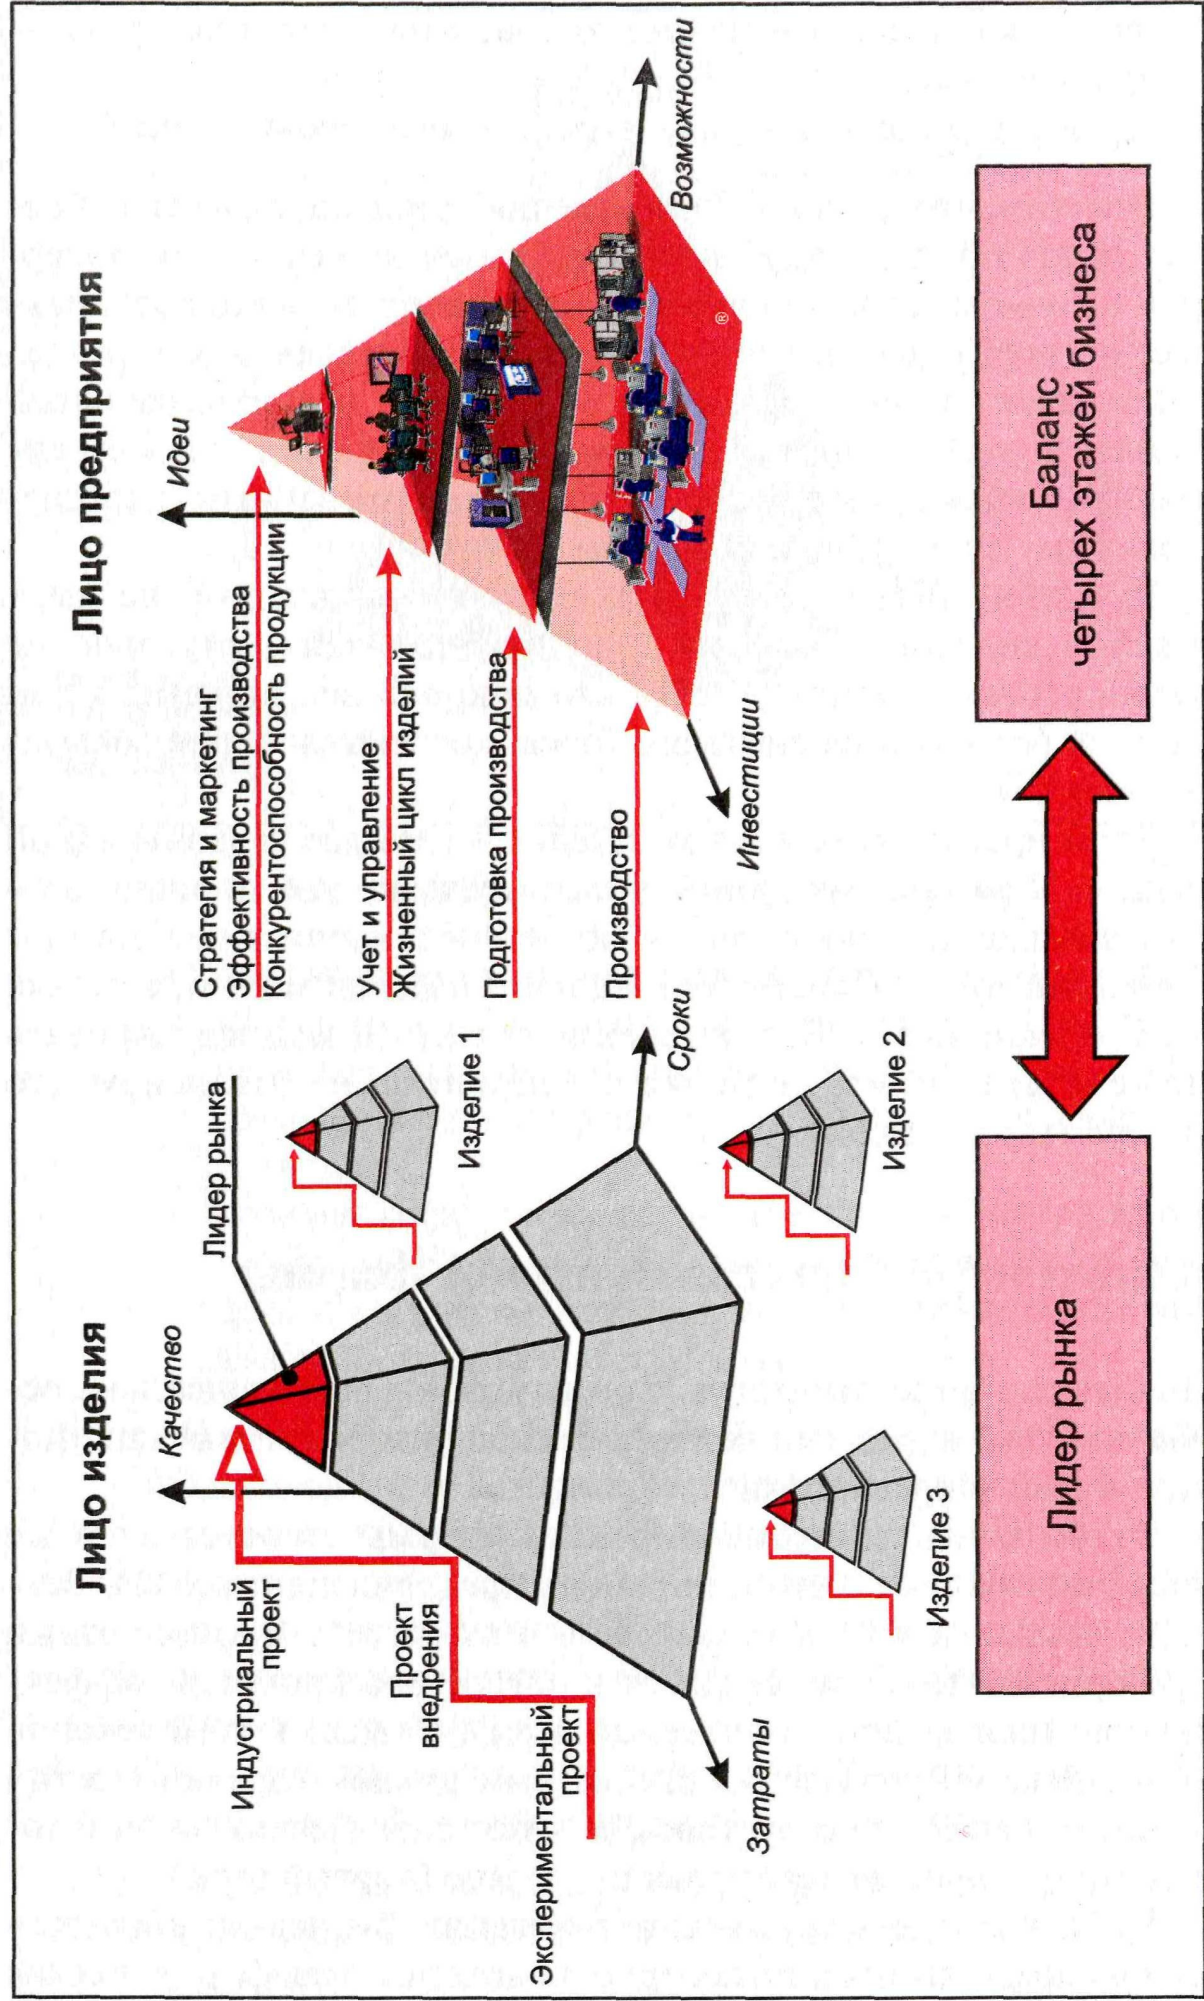 Лицо изделия
Качество
Лидер рынка
Индустриальный
проект
Проект
внедрения
Экспериментальный
проект
Затраты
Сроки
Изделие 1
Изделие 2
Изделие 3
Лидер рынка
Лицо предприятия
Идеи
Стратегия и маркетинг
Эффективность производства
Конкурентоспособность продукции
Учет и управление
Жизненный цикл изделий
Подготовка производства
Производство
Инвестиции
Возможности
®
Баланс
четырех этажей бизнеса